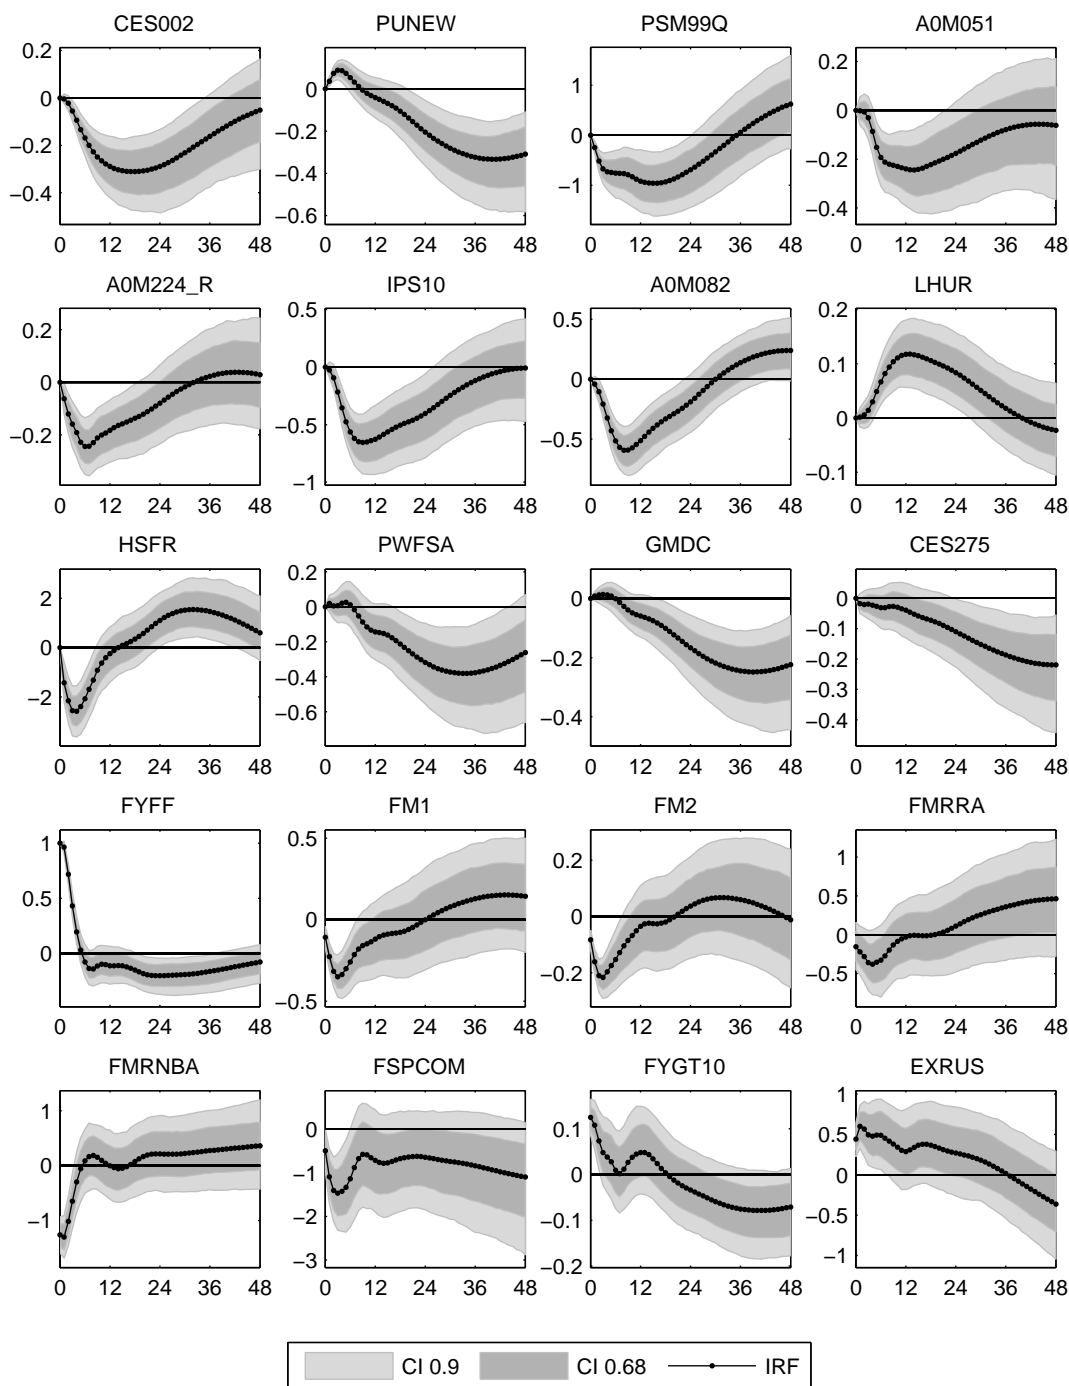 CES002 PUNEW PSM99Q A0M051
0.2 0 −0.2 −0.4
0 −0.2 −0.4 −0.6
1 0 −1
0.2 0 −0.2 −0.4
0 12 24 36 48 0 12 24 36 48 0 12 24 36 48 0 12 24 36 48
A0M224_R IPS10 A0M082 LHUR
0.2 0 −0.2
0.5 0 −0.5 −1
0.5 0 −0.5
0.2 0.1 0 −0.1
0 12 24 36 48 0 12 24 36 48 0 12 24 36 48 0 12 24 36 48
HSFR PWFSA GMDC CES275
2 0 −2
0.2 0 −0.2 −0.4 −0.6
0 −0.2 −0.4
0 −0.1 −0.2 −0.3 −0.4
0 12 24 36 48 0 12 24 36 48 0 12 24 36 48 0 12 24 36 48
FYFF FM1 FM2 FMRRA
1 0.5 0
0.5 0 −0.5
0.2 0 −0.2
1 0.5 0 −0.5
0 12 24 36 48 0 12 24 36 48 0 12 24 36 48 0 12 24 36 48
FMRNBA FSPCOM FYGT10 EXRUS
1 0 −1
0 −1 −2 −3
0.1 0 −0.1 −0.2
1 0.5 0 −0.5 −1
0 12 24 36 48 0 12 24 36 48 0 12 24 36 48 0 12 24 36 48
CI 0.9 CI 0.68 IRF